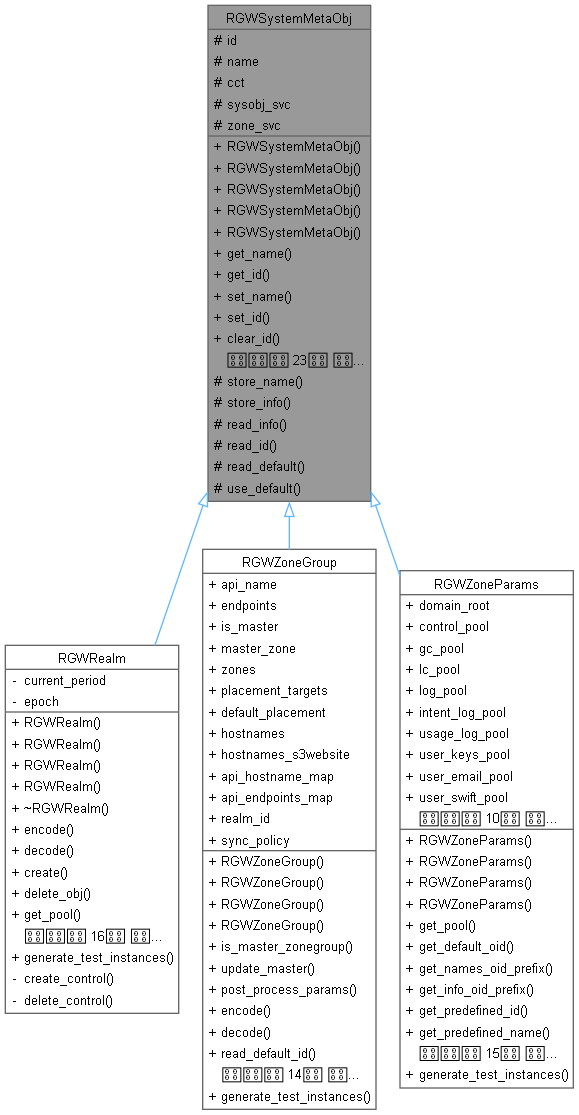 RGWSystemMetaObj
# id
# name
# cct
# sysobj_svc
# zone_svc
+ RGWSystemMetaObj()
+ RGWSystemMetaObj()
+ RGWSystemMetaObj()
+ RGWSystemMetaObj()
+ RGWSystemMetaObj()
+ get_name()
+ get_id()
+ set_name()
+ set_id()
+ clear_id()
23 ...
# store_name()
# store_info()
# read_info()
# read_id()
# read_default()
# use_default()
RGWRealm
- current_period
- epoch
+ RGWRealm()
+ RGWRealm()
+ RGWRealm()
+ RGWRealm()
+ ~RGWRealm()
+ encode()
+ decode()
+ create()
+ delete_obj()
+ get_pool()
16 ...
+ generate_test_instances()
- create_control()
- delete_control()
RGWZoneGroup
+ api_name
+ endpoints
+ is_master
+ master_zone
+ zones
+ placement_targets
+ default_placement
+ hostnames
+ hostnames_s3website
+ api_hostname_map
+ api_endpoints_map
+ realm_id
+ sync_policy
+ RGWZoneGroup()
+ RGWZoneGroup()
+ RGWZoneGroup()
+ RGWZoneGroup()
+ is_master_zonegroup()
+ update_master()
+ post_process_params()
+ encode()
+ decode()
+ read_default_id()
14 ...
+ generate_test_instances()
RGWZoneParams
+ domain_root
+ control_pool
+ gc_pool
+ lc_pool
+ log_pool
+ intent_log_pool
+ usage_log_pool
+ user_keys_pool
+ user_email_pool
+ user_swift_pool
10 ...
+ RGWZoneParams()
+ RGWZoneParams()
+ RGWZoneParams()
+ RGWZoneParams()
+ get_pool()
+ get_default_oid()
+ get_names_oid_prefix()
+ get_info_oid_prefix()
+ get_predefined_id()
+ get_predefined_name()
15 ...
+ generate_test_instances()